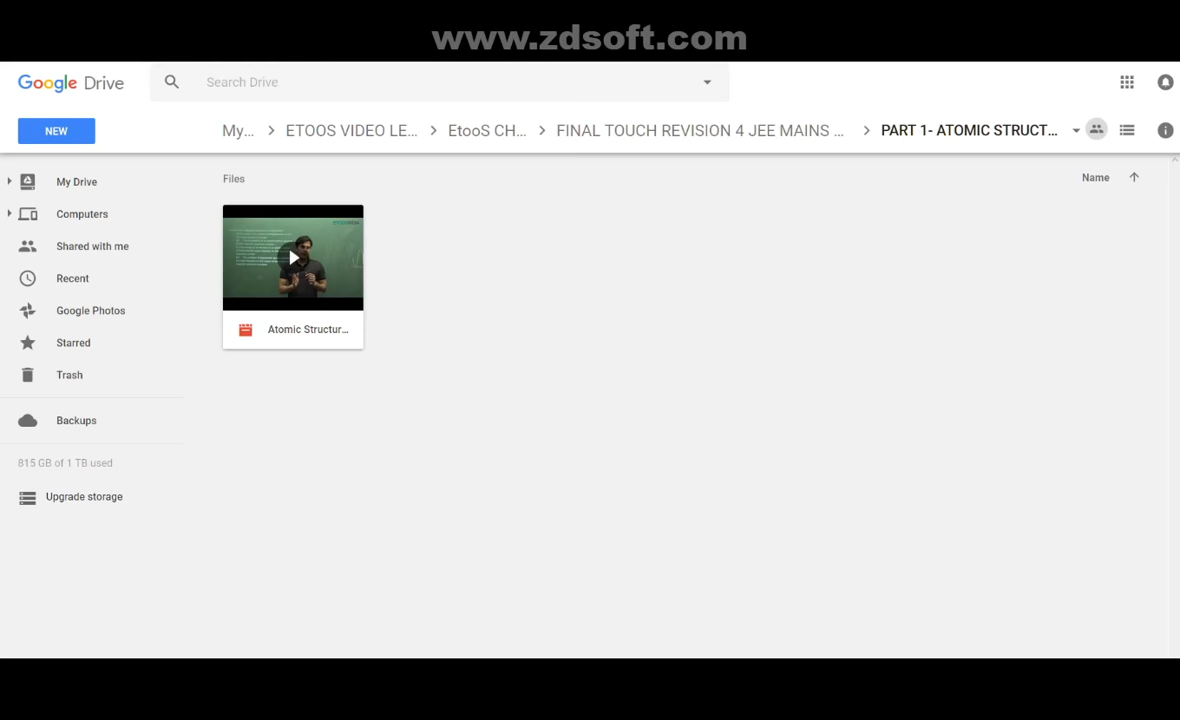 www.zdsoft.com
Google Drive
Search Drive
NEW
My... > ETOOS VIDEO LE... > EtooS CH... > FINAL TOUCH REVISION 4 JEE MAINS ... > PART 1- ATOMIC STRUCT...
My Drive
Computers
Shared with me
Recent
Google Photos
Starred
Trash
Backups
815 GB of 1 TB used
Upgrade storage
Files
Name
Atomic Structur...